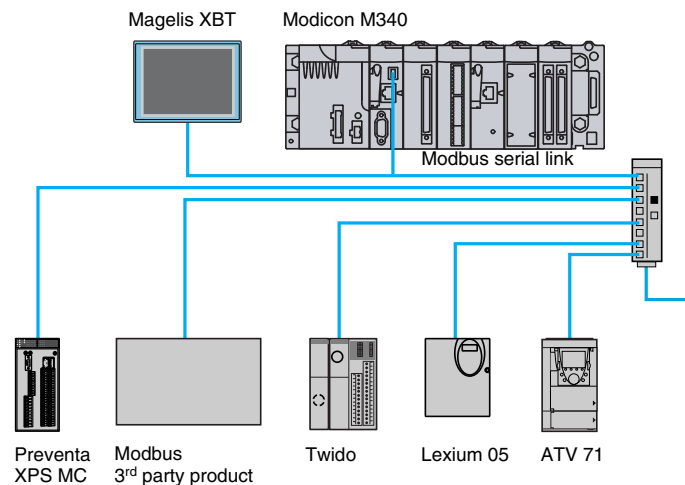 Magelis XBT
Modicon M340
Modbus serial link
Preventa
XPS MC
Modbus
3rd party product
Twido
Lexium 05
ATV 71